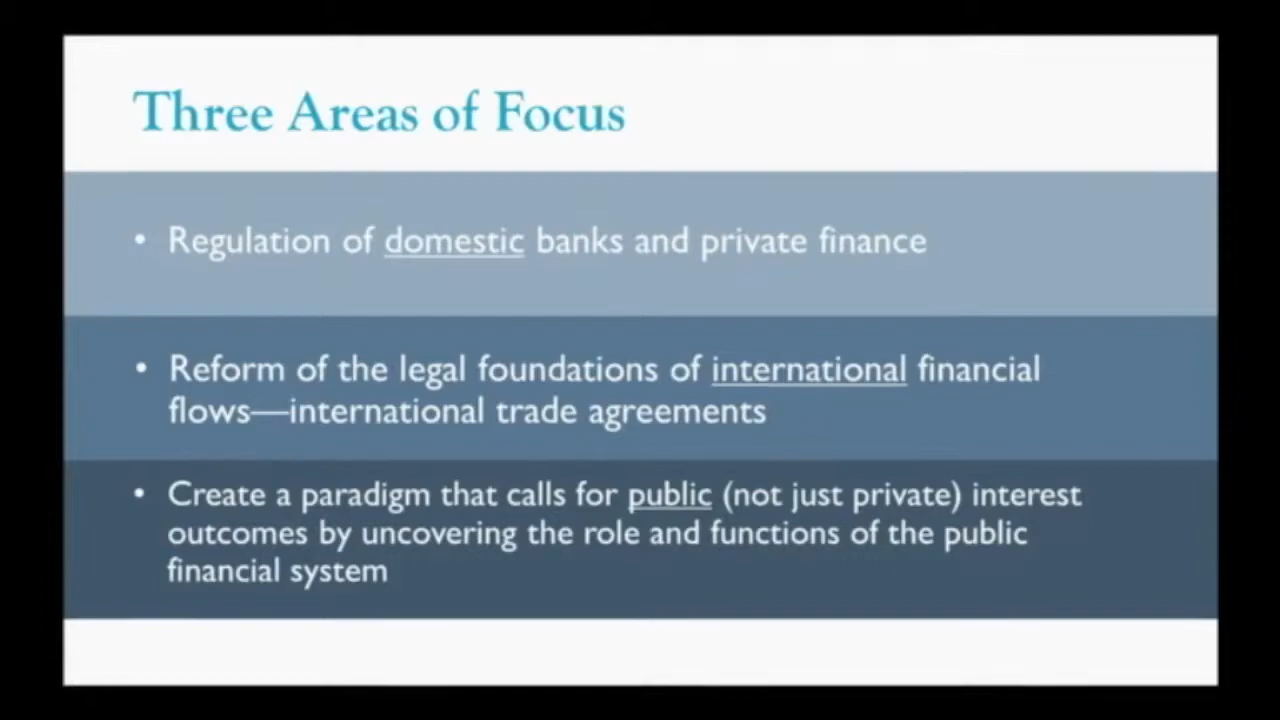 Three Areas of Focus
• Regulation of domestic banks and private finance
• Reform of the legal foundations of international financial
flows—international trade agreements
• Create a paradigm that calls for public (not just private) interest
outcomes by uncovering the role and functions of the public
financial system